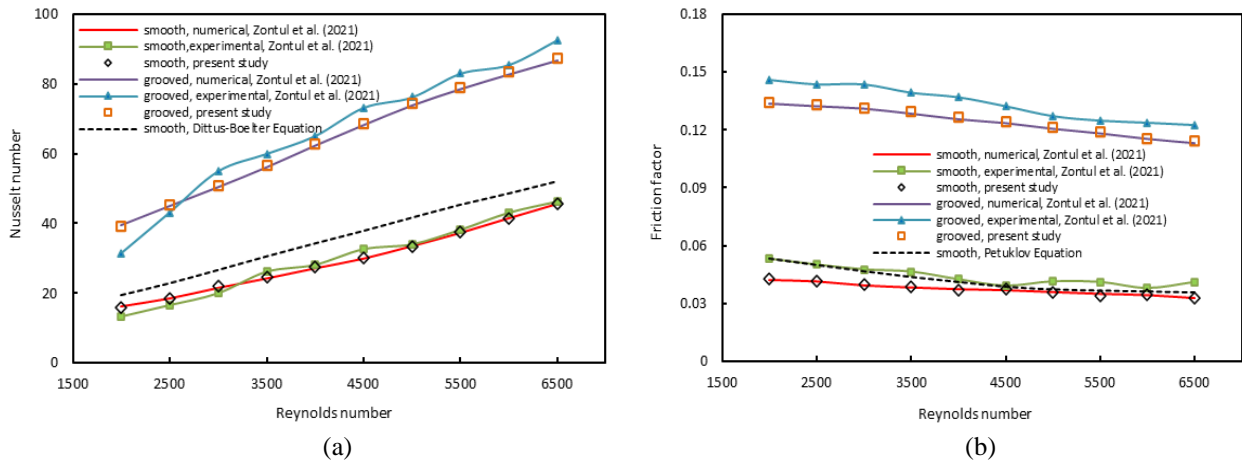 100
80
60
40
20
0
Nusselt number
smooth, numerical, Zontul et al. (2021)
smooth,experimental, Zontul et al. (2021)
smooth, present study
grooved, numerical, Zontul et al. (2021)
grooved, experimental, Zontul et al. (2021)
grooved, present study
smooth, Dittus-Boelter Equation
1500 2500 3500 4500 5500 6500
Reynolds number
(a)
0.18
0.15
0.12
0.09
0.06
0.03
0
Friction factor
smooth, numerical, Zontul et al. (2021)
smooth, experimental, Zontul et al. (2021)
smooth, present study
grooved, numerical, Zontul et al. (2021)
grooved, experimental, Zontul et al. (2021)
grooved, present study
smooth, Petuklov Equation
1500 2500 3500 4500 5500 6500
Reynolds number
(b)